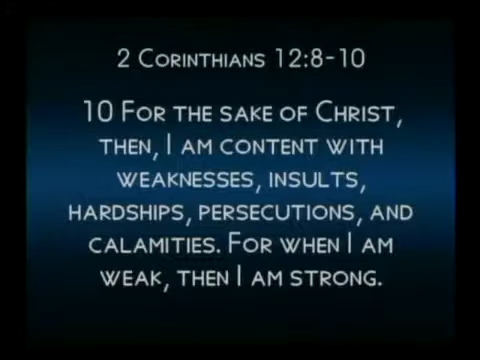 2 Corinthians 12:8-10
10 For the sake of Christ,
then, I am content with
weaknesses, insults,
hardships, persecutions, and
calamities. For when I am
weak, then I am strong.